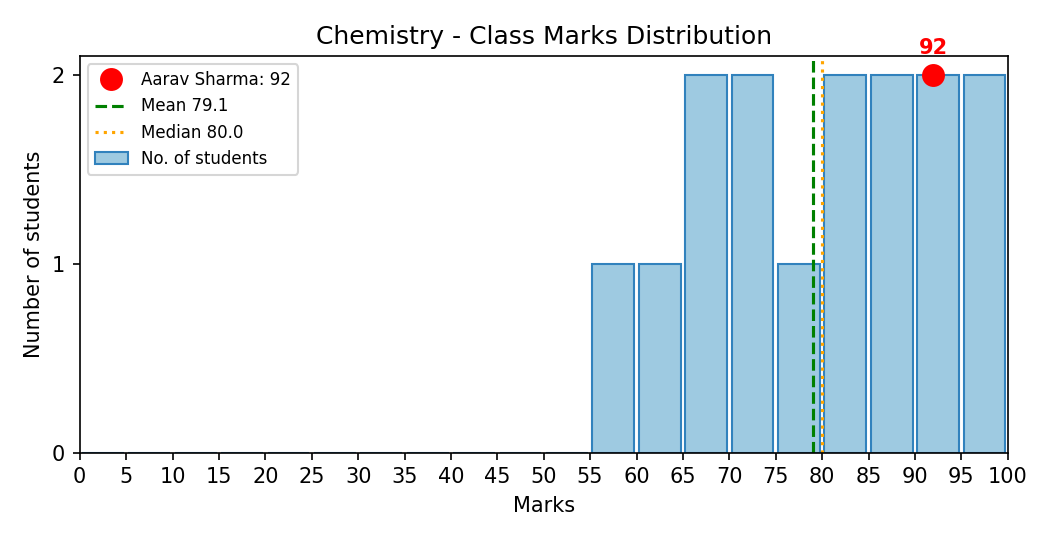 Chemistry - Class Marks Distribution
92
Aarav Sharma: 92
Mean 79.1
Median 80.0
No. of students
Number of students
2
1
0
0 5 10 15 20 25 30 35 40 45 50 55 60 65 70 75 80 85 90 95 100
Marks